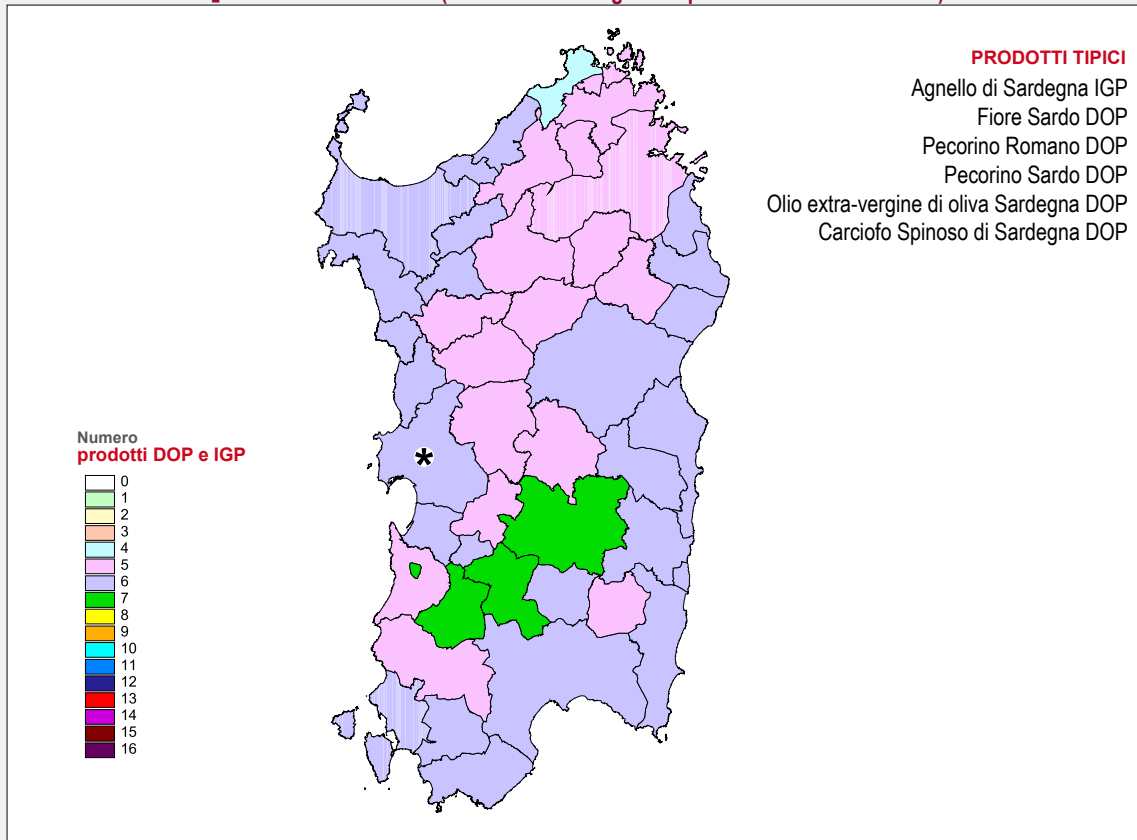 PRODOTTI TIPICI
Agnello di Sardegna IGP
Fiore Sardo DOP
Pecorino Romano DOP
Pecorino Sardo DOP
Olio extra-vergine di oliva Sardegna DOP
Carciofo Spinoso di Sardegna DOP
Numero
prodotti DOP e IGP
0
1
2
3
4
5
6
7
8
9
10
11
12
13
14
15
16
*